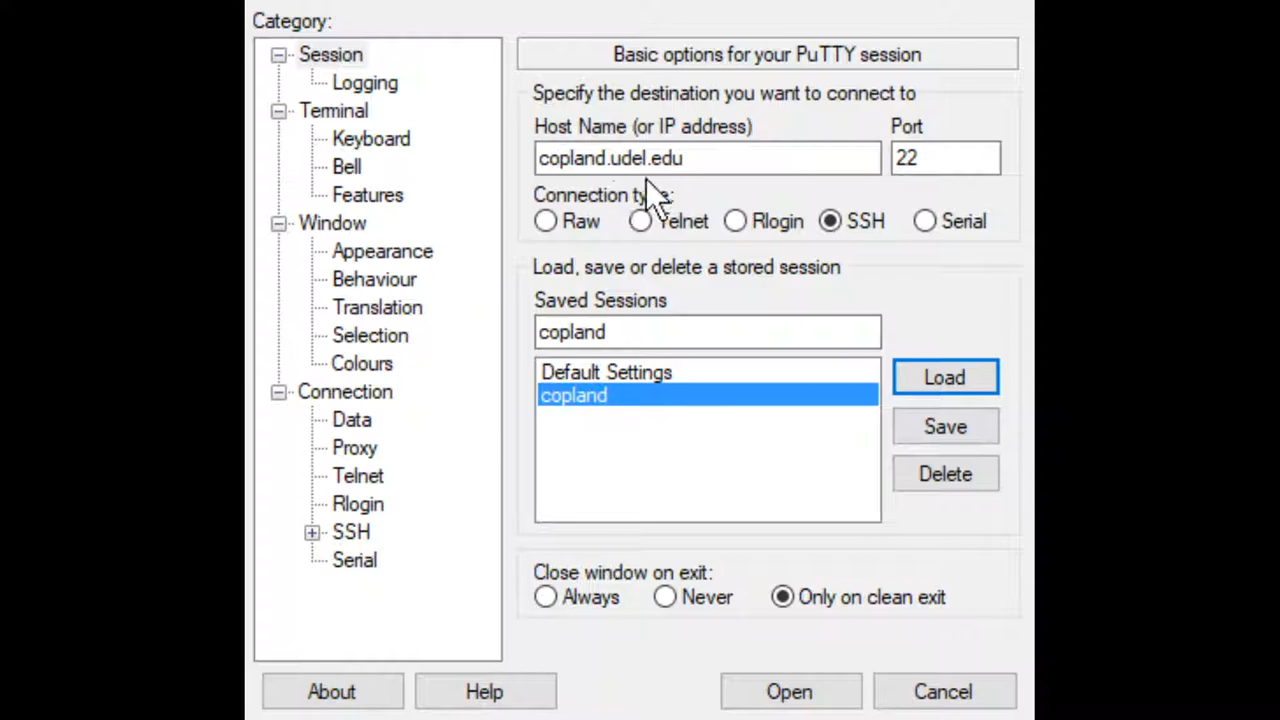 Category:
Session
Logging
Terminal
Keyboard
Bell
Features
Window
Appearance
Behaviour
Translation
Selection
Colours
Connection
Data
Proxy
Telnet
Rlogin
SSH
Serial
Basic options for your PuTTY session
Specify the destination you want to connect to
Host Name (or IP address) Port
copland.udel.edu 22
Connection type:
Raw Telnet Rlogin SSH Serial
Load, save or delete a stored session
Saved Sessions
copland
Default Settings
copland
Load
Save
Delete
Close window on exit:
Always Never Only on clean exit
About Help Open Cancel